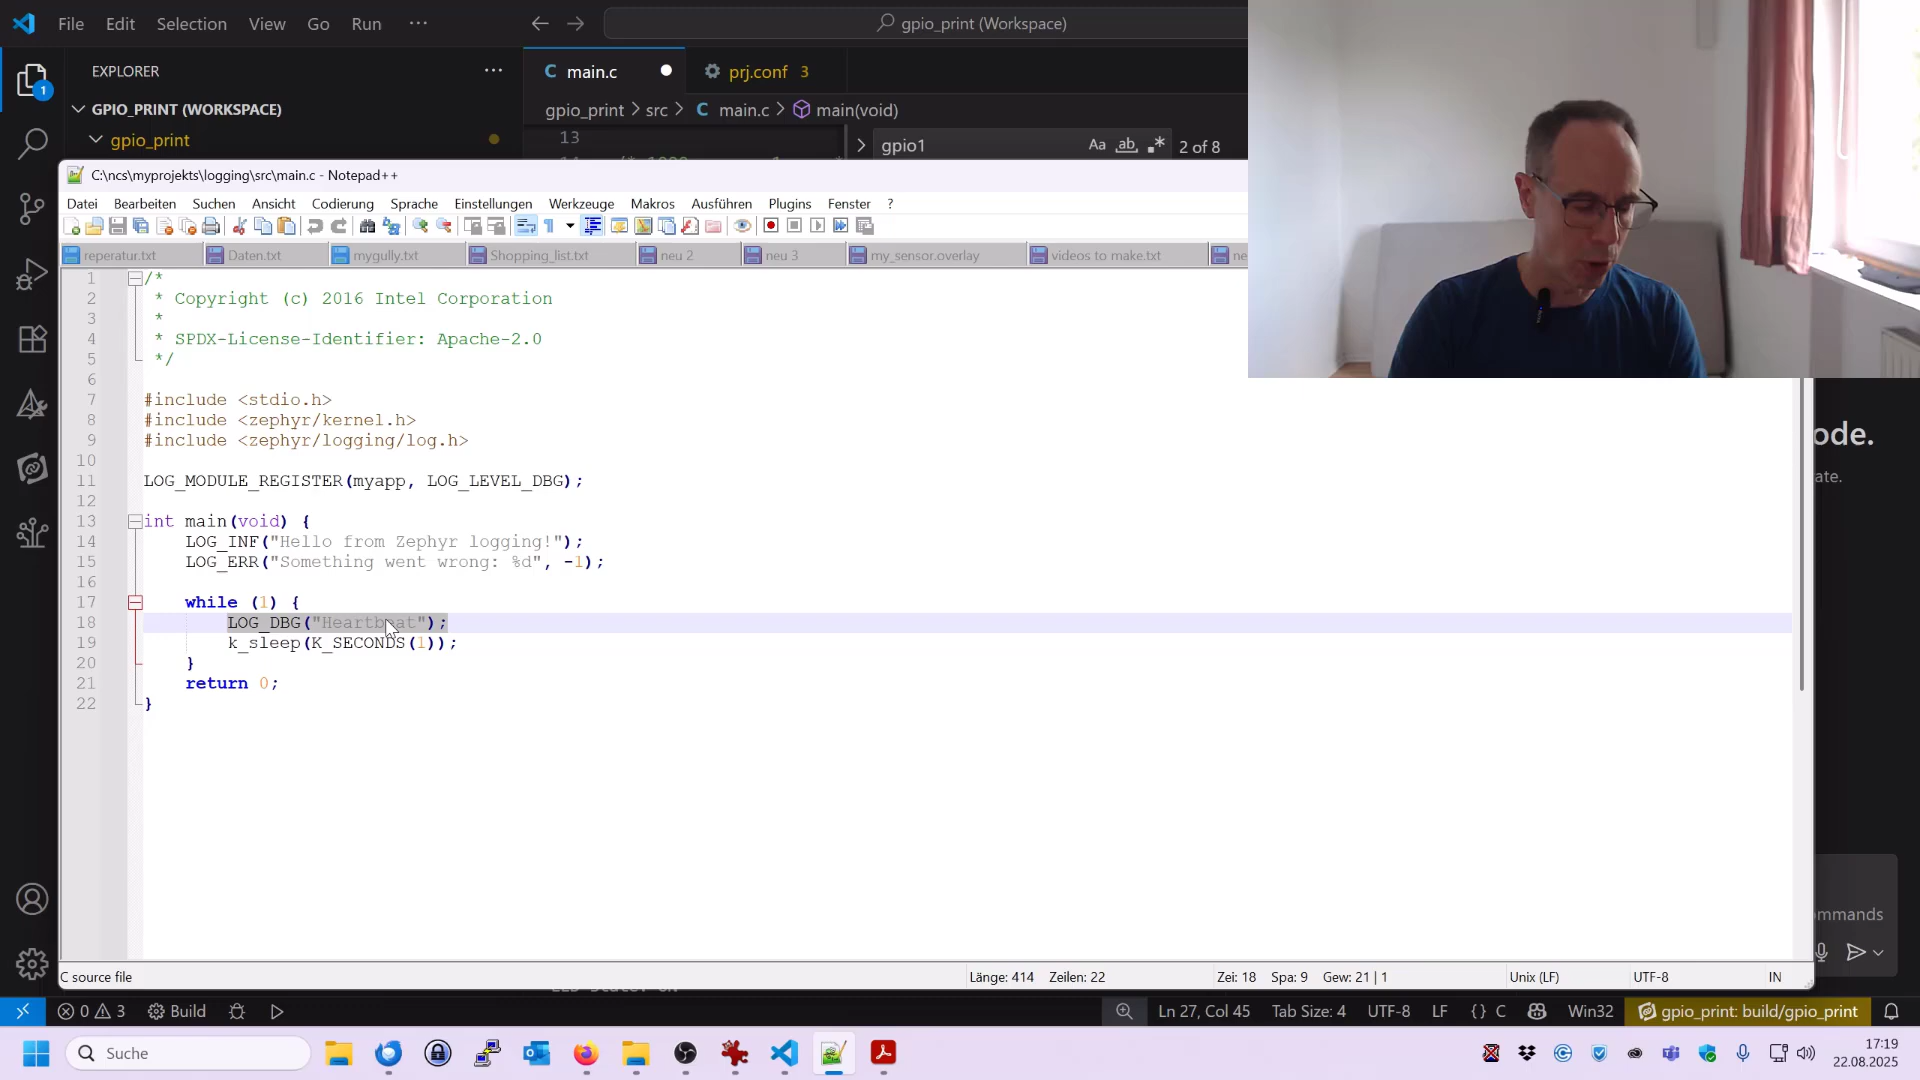 File Edit Selection View Go Run ···
gpio_print (Workspace)
EXPLORER ···
main.c
prj.conf 3
GPIO_PRINT (WORKSPACE)
gpio_print > src > C main.c > main(void)
gpio_print
13
gpio1
Aa ab
2 of 8
C:\ncs\myprojekts\logging\src\main.c - Notepad++
Datei Bearbeiten Suchen Ansicht Codierung Sprache Einstellungen Werkzeuge Makros Ausführen Plugins Fenster ?
reperatur.txt Daten.txt mygully.txt Shopping_list.txt neu 2 neu 3 my_sensor.overlay videos to make.txt ne
1 /*
2 * Copyright (c) 2016 Intel Corporation
3 *
4 * SPDX-License-Identifier: Apache-2.0
5 */
6
7 #include <stdio.h>
8 #include <zephyr/kernel.h>
9 #include <zephyr/logging/log.h>
10
11 LOG_MODULE_REGISTER(myapp, LOG_LEVEL_DBG);
12
13 int main(void) {
14 LOG_INF("Hello from Zephyr logging!");
15 LOG_ERR("Something went wrong: %d", -1);
16
17 while (1) {
18 LOG_DBG("Heartbeat");
19 k_sleep(K_SECONDS(1));
20 }
21 return 0;
22 }
ode.
ate.
mmands
C source file Länge: 414 Zeilen: 22 Zei: 18 Spa: 9 Gew: 21 | 1 Unix (LF) UTF-8 IN
0 3 Build Ln 27, Col 45 Tab Size: 4 UTF-8 LF {} C Win32 gpio_print: build/gpio_print
Suche
17:19
22.08.2025